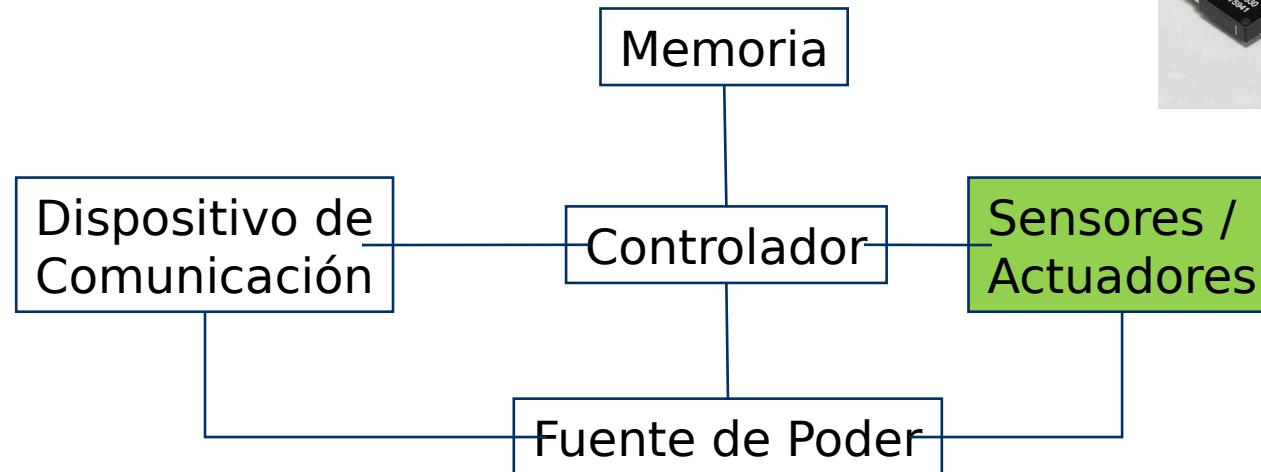 Memoria
Dispositivo de
Comunicación
Controlador
Sensores /
Actuadores
Fuente de Poder